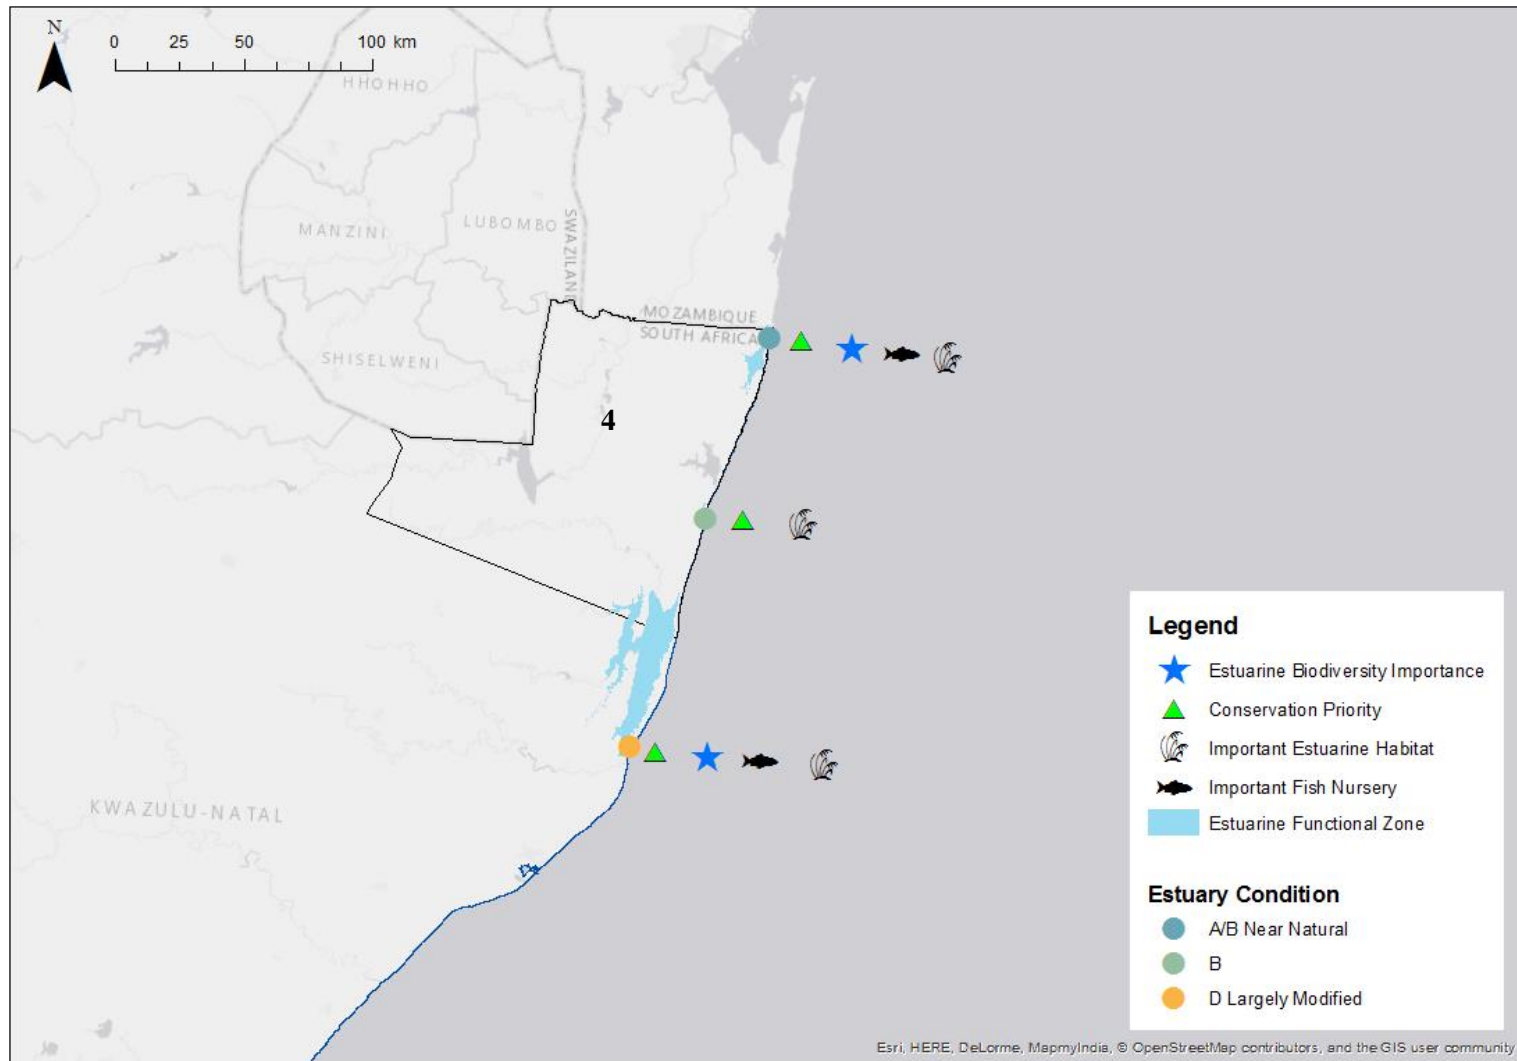 N
0 25 50 100 km
HHOHHO
MANZINI
LUBOMBO
SWAZILAND
MOZAMBIQUE
SOUTH AFRICA
SHISELWENI
4
KWAZULU-NATAL
Legend
Estuarine Biodiversity Importance
Conservation Priority
Important Estuarine Habitat
Important Fish Nursery
Estuarine Functional Zone
Estuary Condition
A/B Near Natural
B
D Largely Modified
Esri, HERE, DeLorme, MapmyIndia, © OpenStreetMap contributors, and the GIS user community